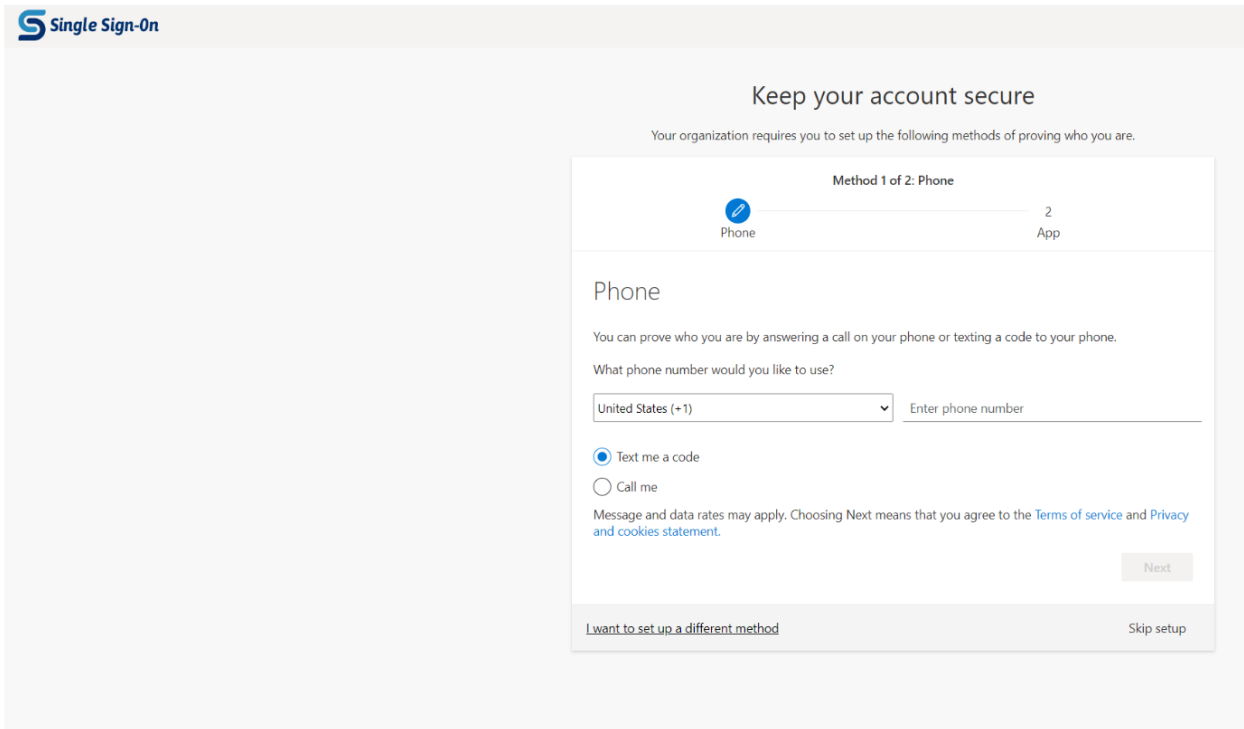 Single Sign-On
Keep your account secure
Your organization requires you to set up the following methods of proving who you are.
Method 1 of 2: Phone
2
Phone
App
Phone
You can prove who you are by answering a call on your phone or texting a code to your phone.
What phone number would you like to use?
United States (+1)
Enter phone number
Text me a code
Call me
Message and data rates may apply. Choosing Next means that you agree to the Terms of service and Privacy
and cookies statement.
Next
I want to set up a different method
Skip setup